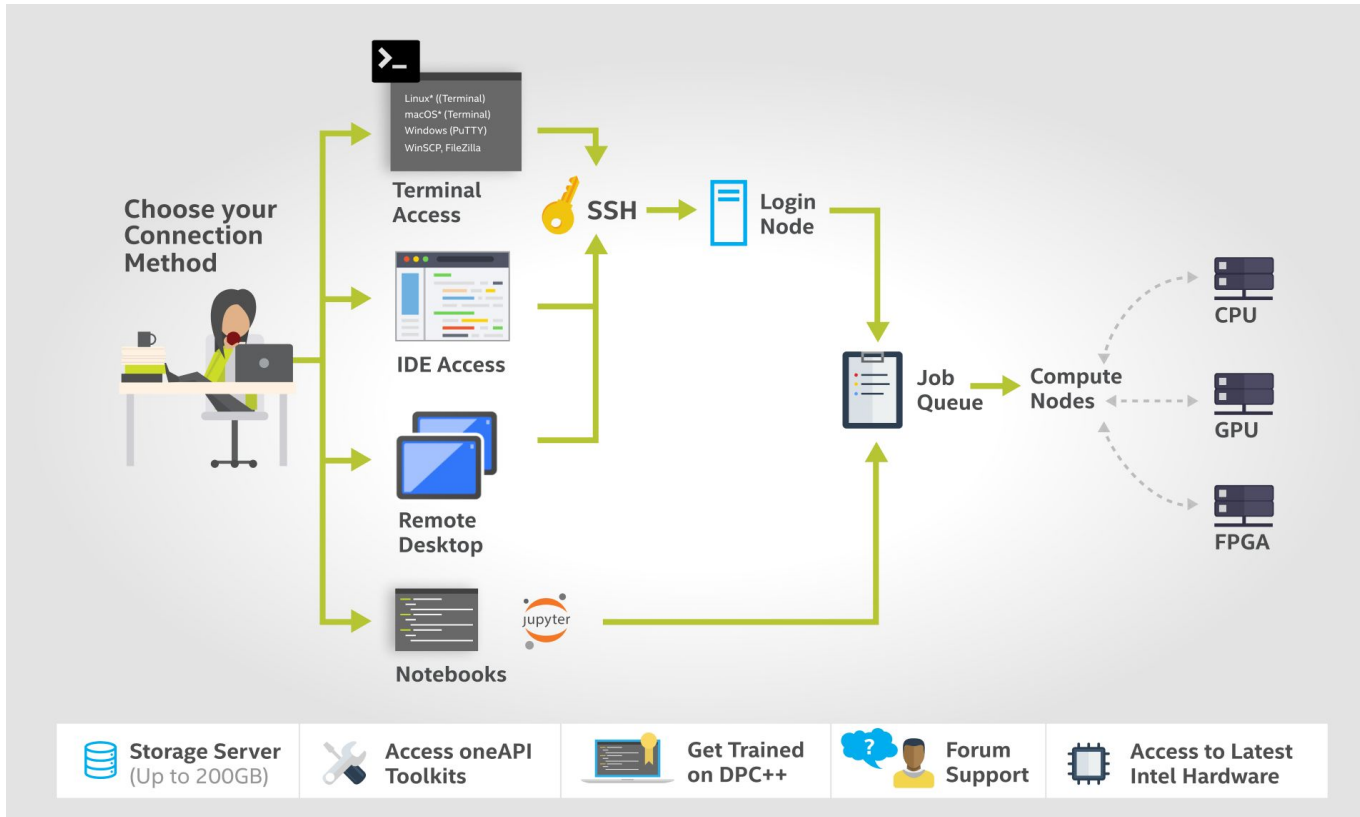 >_
Linux* ((Terminal)
macOS* (Terminal)
Windows (PuTTY)
WinSCP, FileZilla
Terminal
Access
Choose your
Connection
Method
SSH
Login
Node
IDE Access
CPU
Job
Queue
Compute
Nodes
GPU
Remote
Desktop
FPGA
jupyter
Notebooks
Storage Server
(Up to 200GB)
Access oneAPI
Toolkits
Get Trained
on DPC++
?
Forum
Support
Access to Latest
Intel Hardware